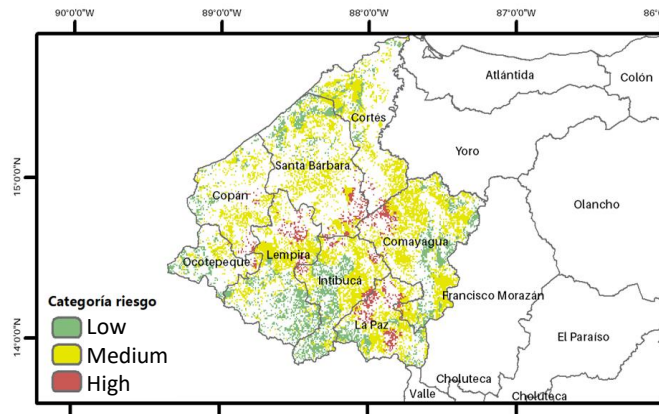 90°0'0"W
89°0'0"W
88°0'0"W
87°0'0"W
15°0'0"N
14°0'0"N
Atlántida
Colón
Cortés
Yoro
Santa Bárbara
Copán
Olancho
Comayagua
Ocotepeque
Lempira
Intibucá
Francisco Morazán
La Paz
El Paraíso
Choluteca
Valle
Choluteca
Categoría riesgo
Low
Medium
High